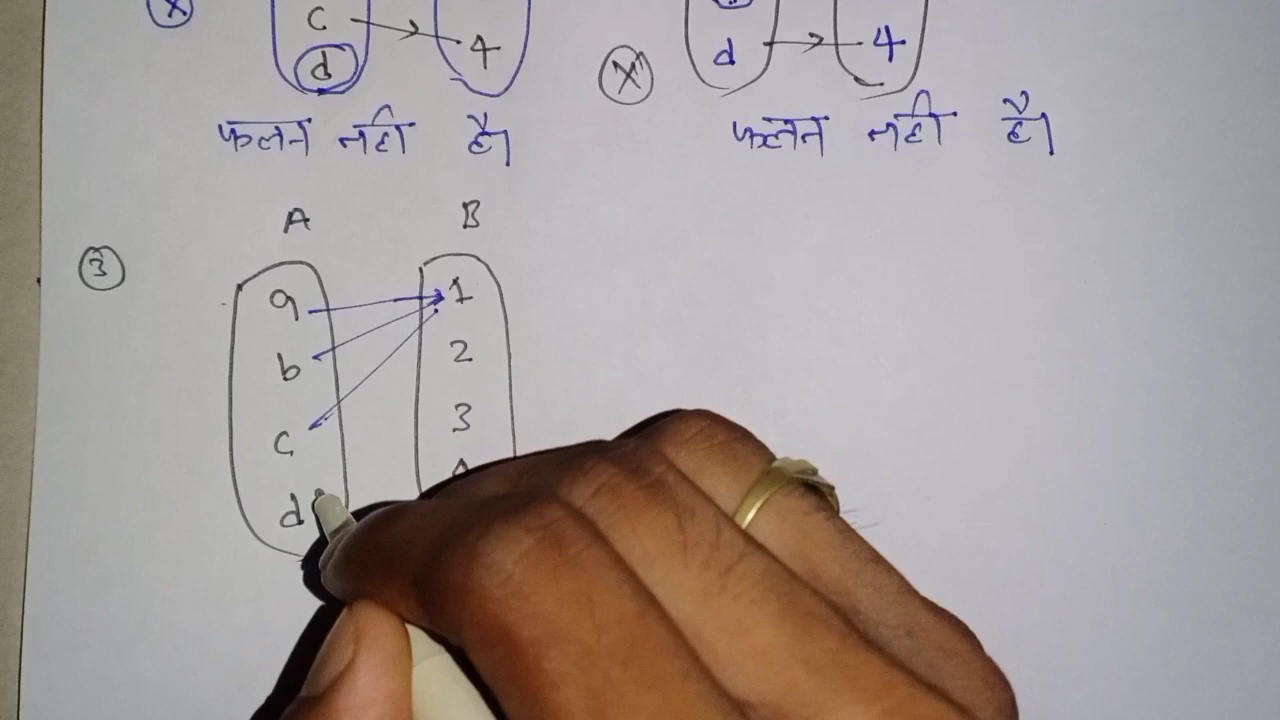 X c → 4
d
d → 4
X
फलन नही है। फलन नही है।
A B
3
a 1
b 2
c 3
d